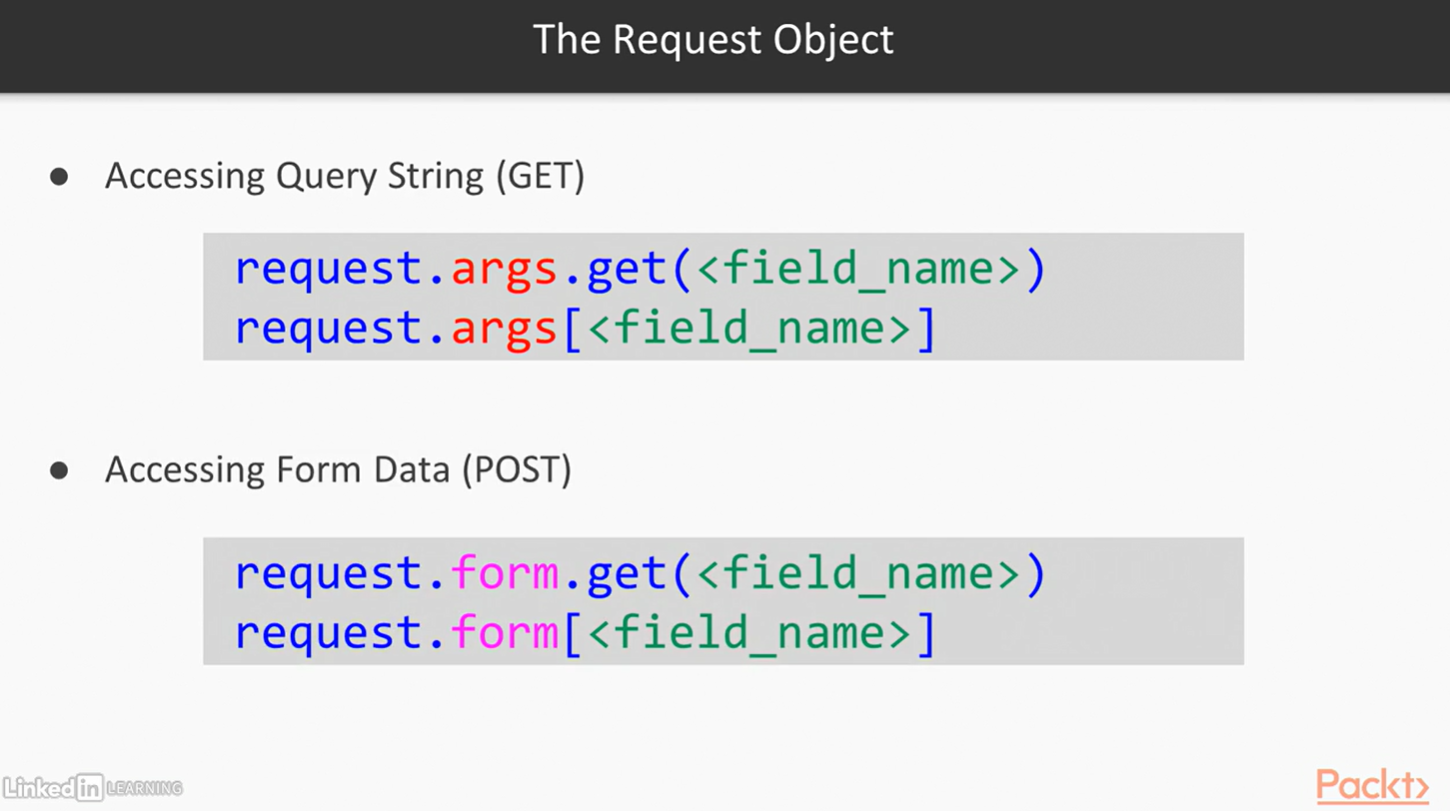 The Request Object
● Accessing Query String (GET)
request.args.get(<field_name>)
request.args[<field_name>]
● Accessing Form Data (POST)
request.form.get(<field_name>)
request.form[<field_name>]
Linked in LEARNING
Packt>